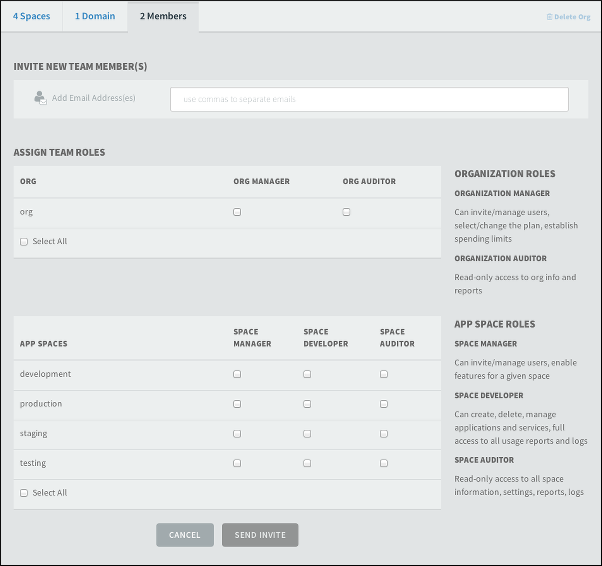 4 Spaces
1 Domain
2 Members
Delete Org
INVITE NEW TEAM MEMBER(S)
Add Email Address(es)
use commas to separate emails
ASSIGN TEAM ROLES
ORG
ORG MANAGER
ORG AUDITOR
org
Select All
ORGANIZATION ROLES
ORGANIZATION MANAGER
Can invite/manage users,
select/change the plan, establish
spending limits
ORGANIZATION AUDITOR
Read-only access to org info and
reports
APP SPACES
SPACE
MANAGER
SPACE
DEVELOPER
SPACE
AUDITOR
development
production
staging
testing
Select All
APP SPACE ROLES
SPACE MANAGER
Can invite/manage users, enable
features for a given space
SPACE DEVELOPER
Can create, delete, manage
applications and services, full
access to all usage reports and logs
SPACE AUDITOR
Read-only access to all space
information, settings, reports, logs
CANCEL
SEND INVITE